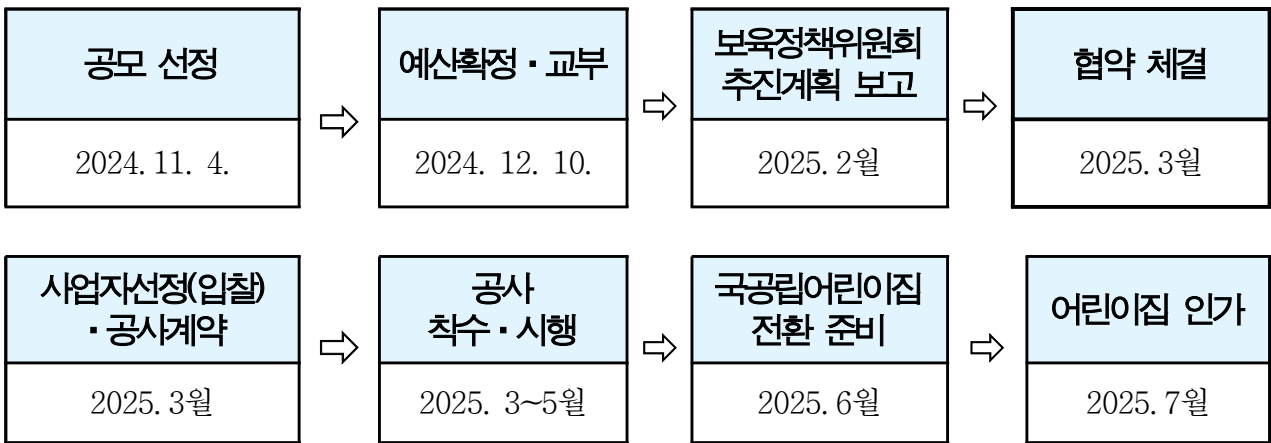 공모 선정
2024. 11. 4.
예산확정 ▪ 교부
2024. 12. 10.
보육정책위원회
추진계획 보고
2025. 2월
협약 체결
2025. 3월
사업자선정(입찰)
▪ 공사계약
2025. 3월
공사
착수 ▪ 시행
2025. 3~5월
국공립어린이집
전환 준비
2025. 6월
어린이집 인가
2025. 7월